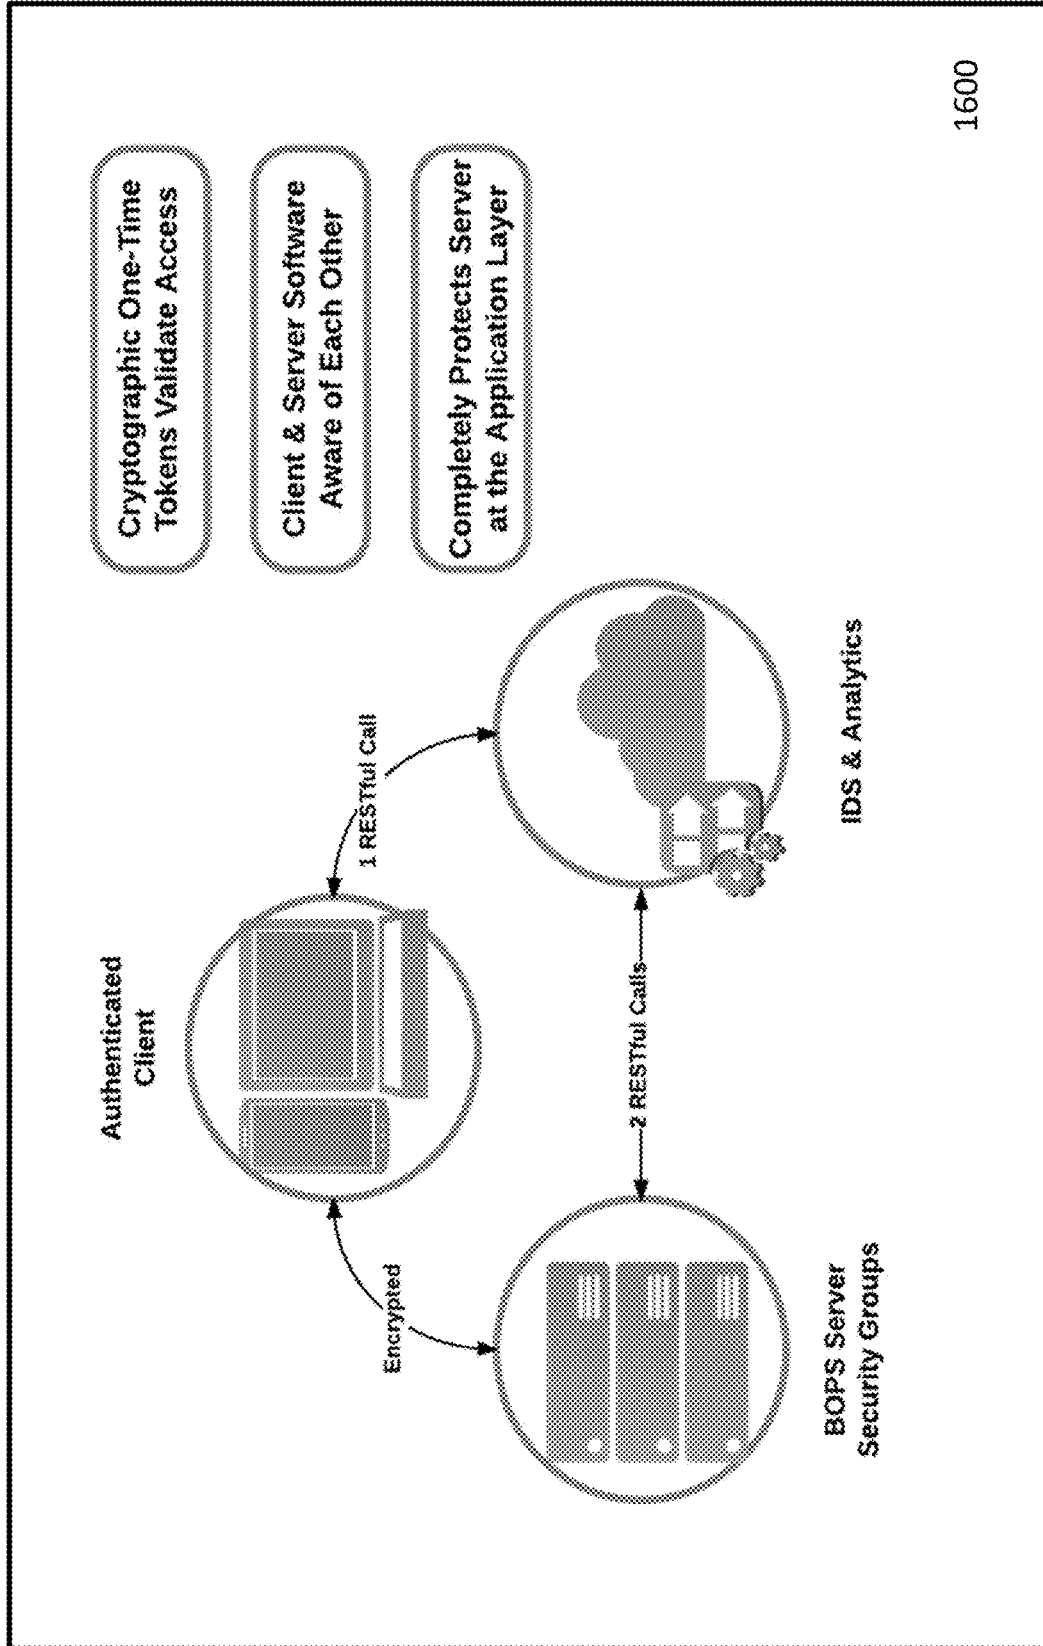 Authenticated
Client
Encrypted
1 RESTful Call
2 RESTful Calls
BOPS Server
Security Groups
IDS & Analytics
Cryptographic One-Time
Tokens Validate Access
Client & Server Software
Aware of Each Other
Completely Protects Server
at the Application Layer
1600